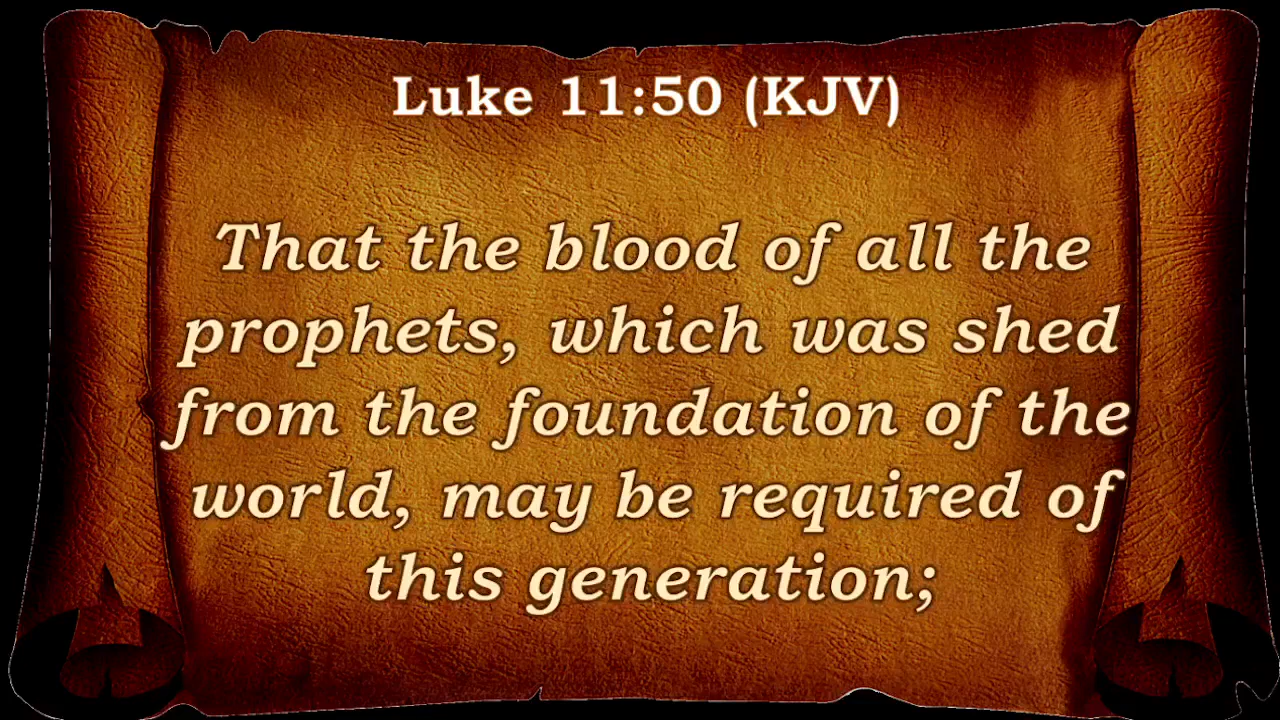 Luke 11:50 (KJV)
That the blood of all the
prophets, which was shed
from the foundation of the
world, may be required of
this generation;